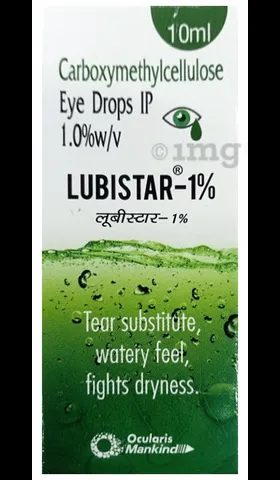 10ml
Carboxymethylcellulose
Eye Drops IP
1.0%w/v
1mg
LUBISTAR®-1%
लूबीस्टार-1%
Tear substitute,
watery feel,
fights dryness.
Ocularis
Mankind